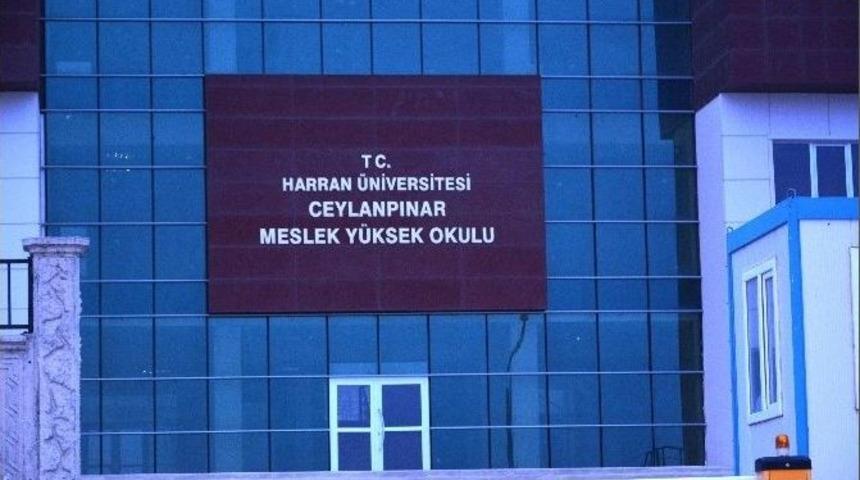 T C.
HARRAN ÜNİVERSİTESİ
CEYLANPINAR
MESLEK YÜKSEK OKULU